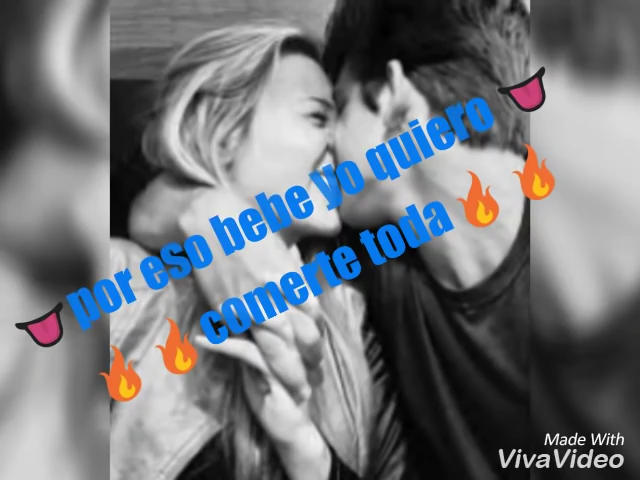 👅por eso bebe yo quiero👅
🔥🔥comerte toda🔥🔥
Made With
VivaVideo